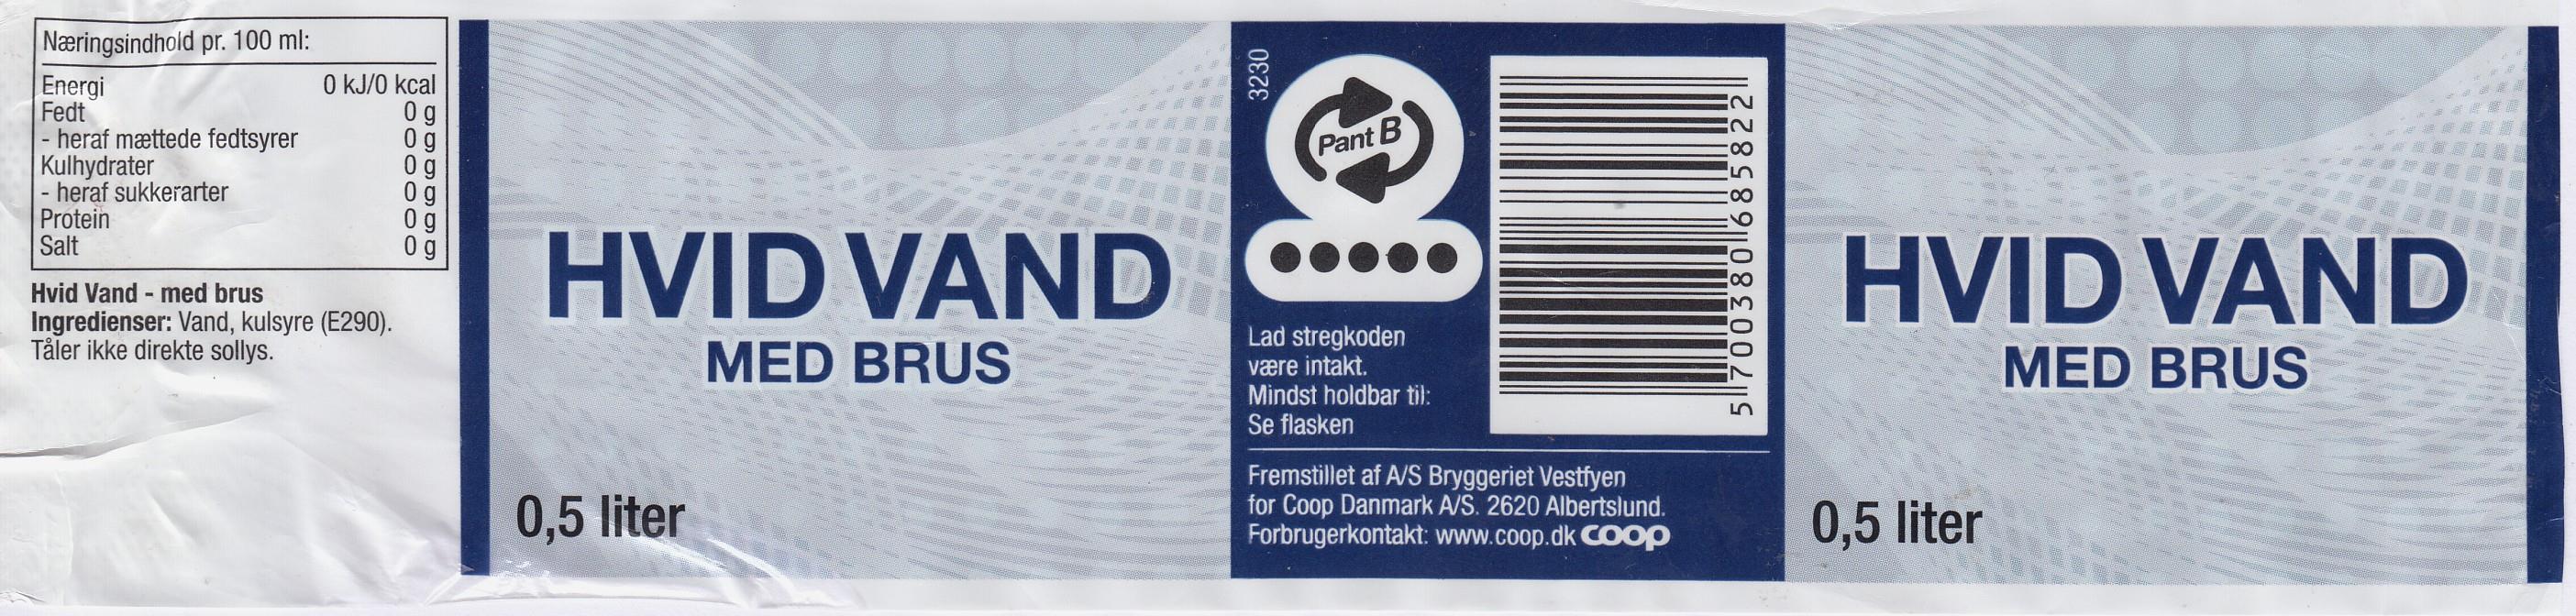 Næringsindhold pr. 100 ml:
Energi 0 kJ/0 kcal
Fedt 0 g
- heraf mættede fedtsyrer 0 g
Kulhydrater 0 g
- heraf sukkerarter 0 g
Protein 0 g
Salt 0 g
Hvid Vand - med brus
Ingredienser: Vand, kulsyre (E290).
Tåler ikke direkte sollys.
HVID VAND
MED BRUS
0,5 liter
3230
Pant B
5 700380 685822
Lad stregkoden
være intakt.
Mindst holdbar til:
Se flasken
Fremstillet af A/S Bryggeriet Vestfyen
for Coop Danmark A/S. 2620 Albertslund.
Forbrugerkontakt: www.coop.dk coop
HVID VAND
MED BRUS
0,5 liter